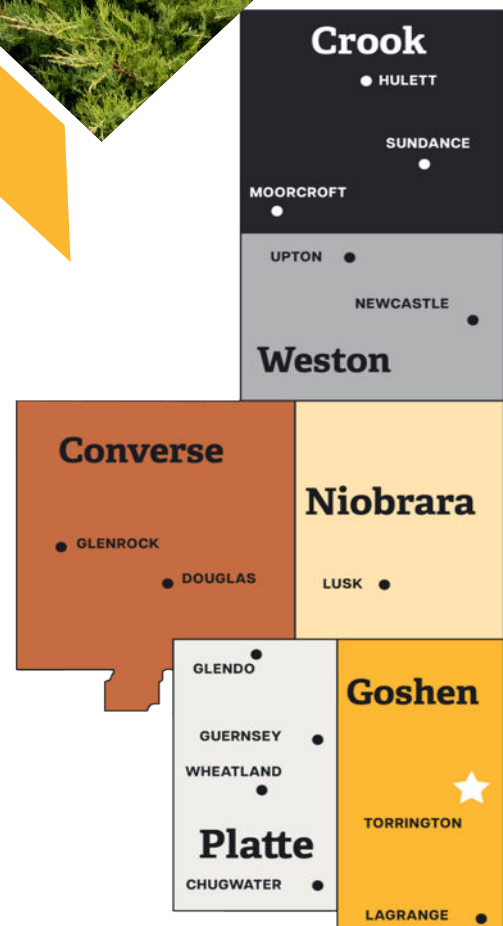 Crook
HULETT
SUNDANCE
MOORCROFT
UPTON
NEWCASTLE
Weston
Converse
GLENROCK
DOUGLAS
Niobrara
LUSK
GLENDO
GUERNSEY
WHEATLAND
Platte
CHUGWATER
Goshen
TORRINGTON
LAGRANGE